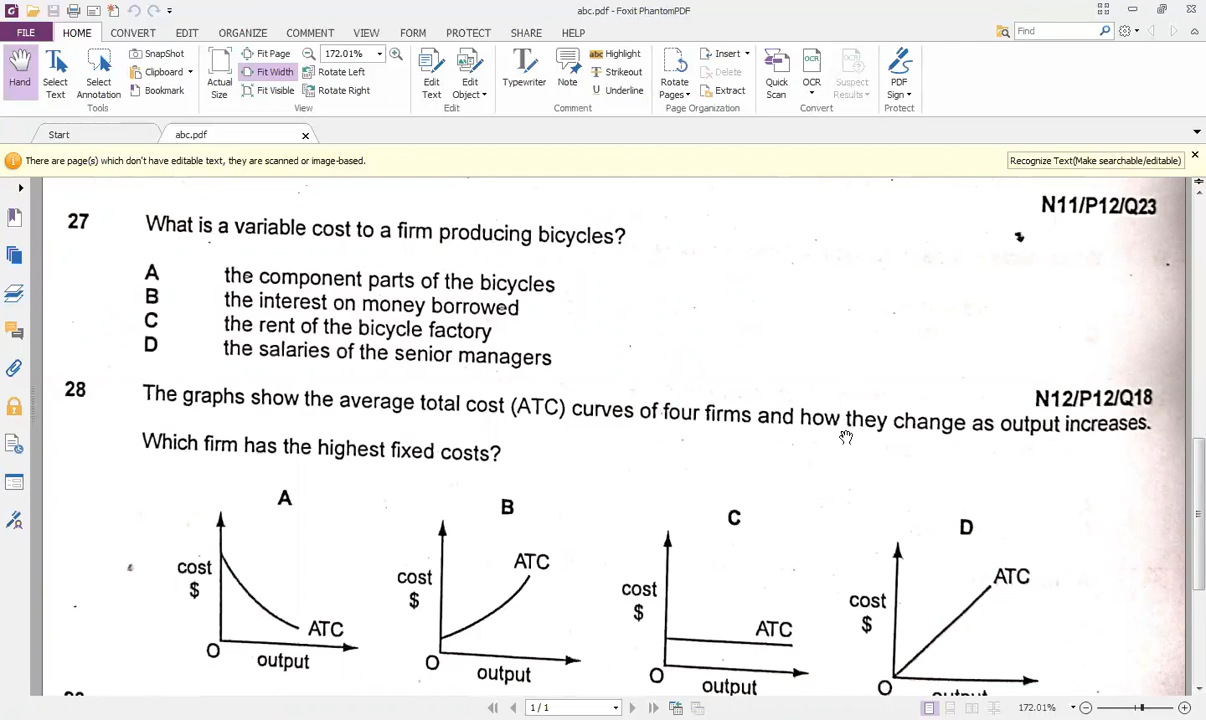 abc.pdf - Foxit PhantomPDF
FILE HOME CONVERT EDIT ORGANIZE COMMENT VIEW FORM PROTECT SHARE HELP Find
Hand
Select Text
Select Annotation
SnapShot
Clipboard
Bookmark
Tools
Actual Size
Fit Page
Fit Width
Fit Visible
172.01%
Rotate Left
Rotate Right
View
Edit Text
Edit Object
Edit
Typewriter
Note
Highlight
Strikeout
Underline
Comment
Rotate Pages
Insert
Delete
Extract
Page Organization
Quick Scan
OCR
Suspect Results
Convert
PDF Sign
Protect
Start abc.pdf
There are page(s) which don't have editable text, they are scanned or image-based. Recognize Text(Make searchable/editable)
N11/P12/Q23
27 What is a variable cost to a firm producing bicycles?
A the component parts of the bicycles
B the interest on money borrowed
C the rent of the bicycle factory
D the salaries of the senior managers
N12/P12/Q18
28 The graphs show the average total cost (ATC) curves of four firms and how they change as output increases.
Which firm has the highest fixed costs?
A
cost
$
ATC
O
output
B
cost
$
ATC
O
output
C
cost
$
ATC
O
output
D
cost
$
ATC
O
output
1 / 1 172.01%